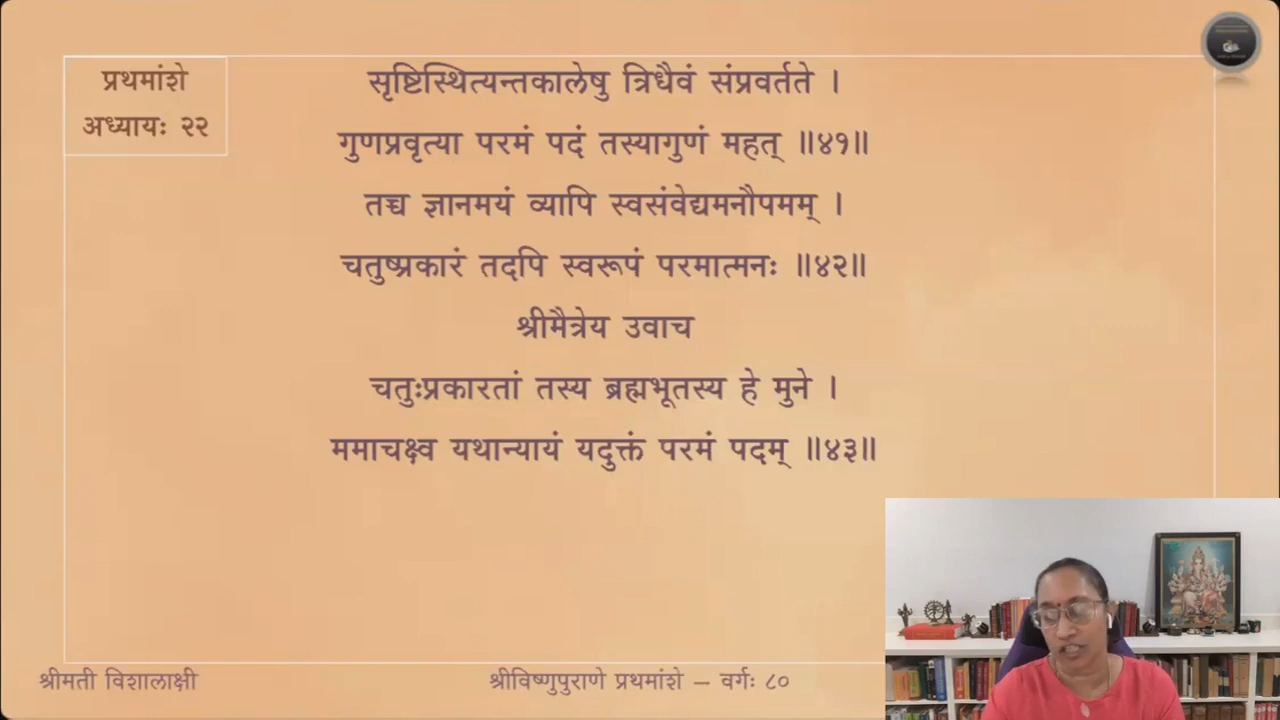 प्रथमांशे
अध्यायः २२
सृष्टिस्थित्यन्तकालेषु त्रिधैवं संप्रवर्तते ।
गुणप्रवृत्या परमं पदं तस्यागुणं महत् ॥४१॥
तच्च ज्ञानमयं व्यापि स्वसंवेद्यमनौपमम् ।
चतुष्प्रकारं तदपि स्वरूपं परमात्मनः ॥४२॥
श्रीमैत्रेय उवाच
चतुःप्रकारतां तस्य ब्रह्मभूतस्य हे मुने ।
ममाचक्ष्व यथान्यायं यदुक्तं परमं पदम् ॥४३॥
श्रीमती विशालाक्षी
श्रीविष्णुपुराणे प्रथमांशे – वर्गः ८०